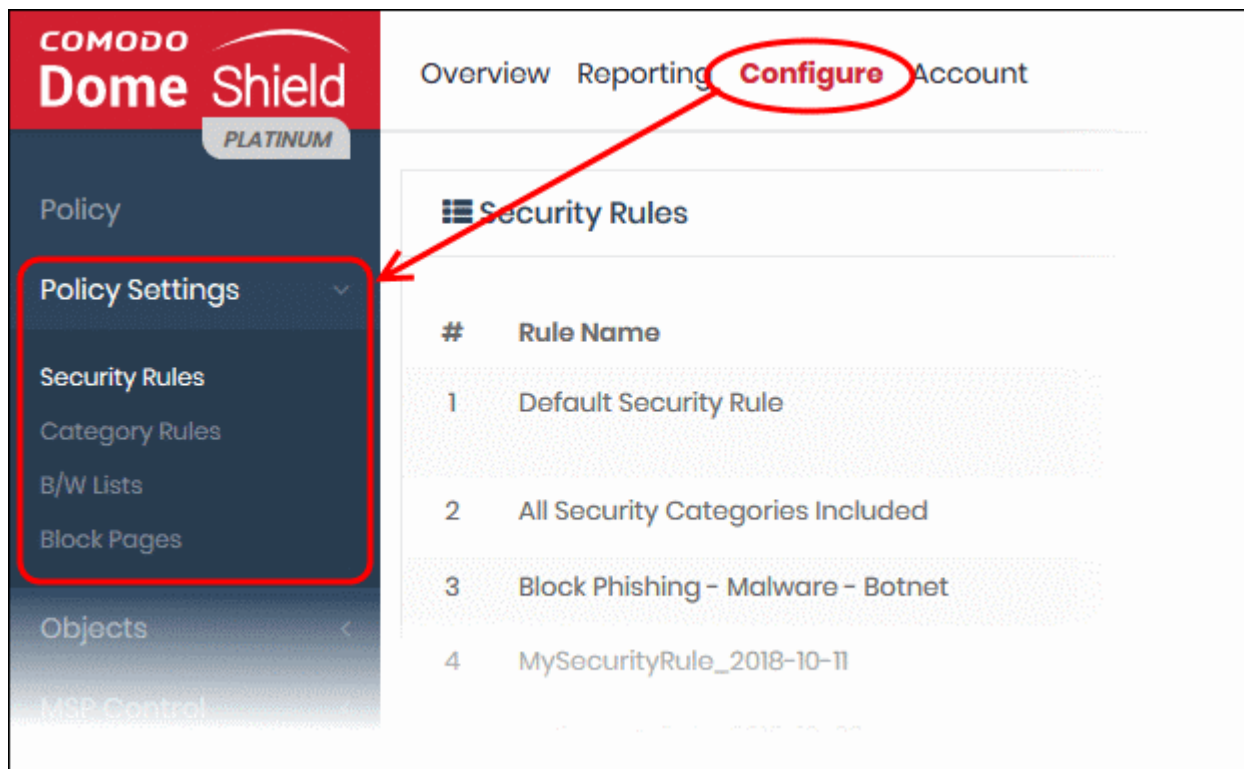 COMODO
Dome Shield
PLATINUM
Overview Reporting Configure Account
Policy
Policy Settings
Security Rules
Category Rules
B/W Lists
Block Pages
Objects
MSP Control
Security Rules
# Rule Name
1 Default Security Rule
2 All Security Categories Included
3 Block Phishing - Malware - Botnet
4 MySecurityRule_2018-10-11